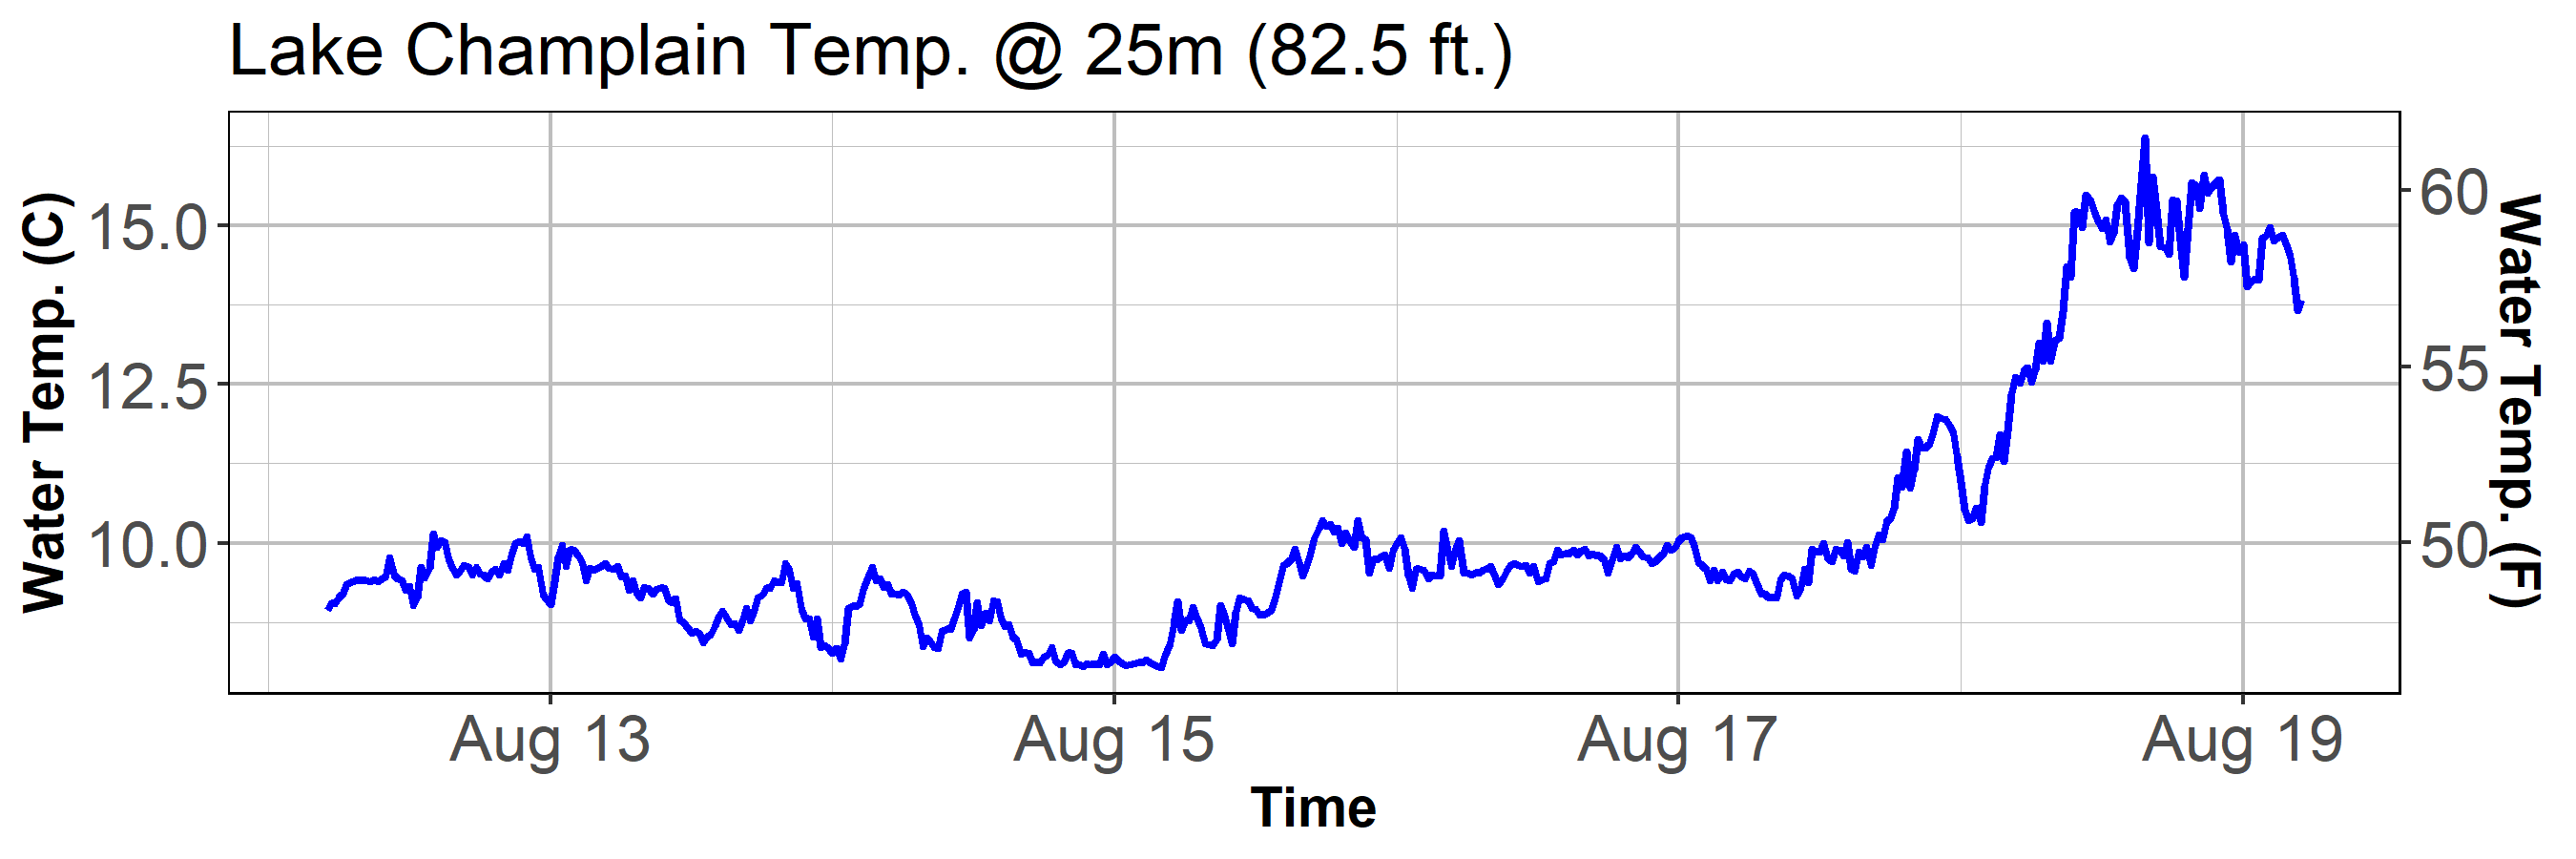 Lake Champlain Temp. @ 25m (82.5 ft.)
Water Temp. (C)
15.0
12.5
10.0
60
55
50
Water Temp. (F)
Aug 13 Aug 15 Aug 17 Aug 19
Time